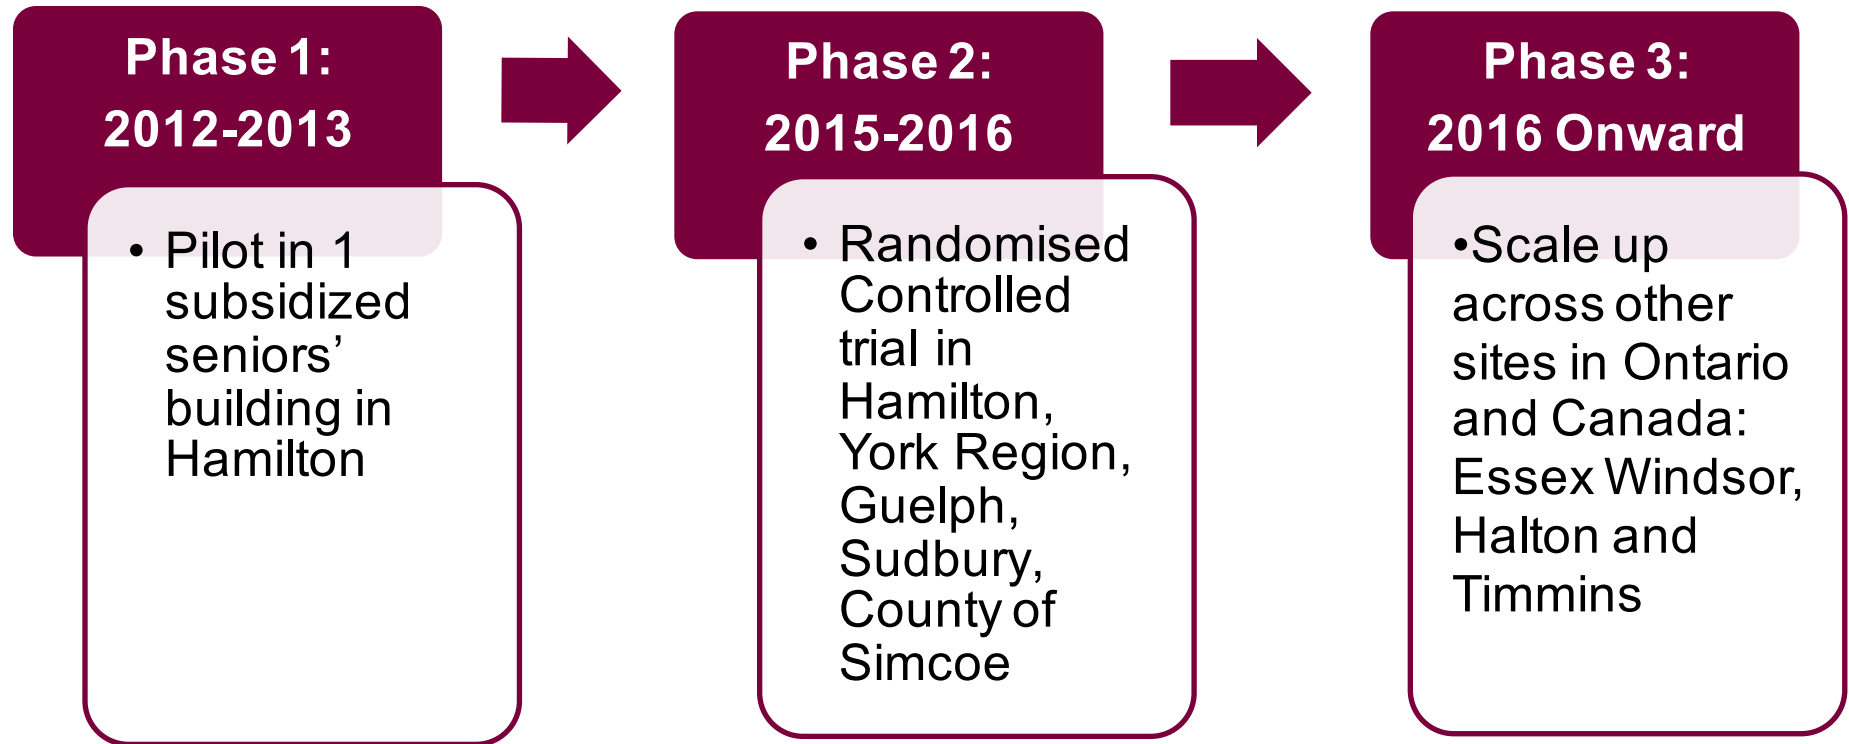 Phase 1:
2012-2013
• Pilot in 1
subsidized
seniors’
building in
Hamilton
Phase 2:
2015-2016
• Randomised
Controlled
trial in
Hamilton,
York Region,
Guelph,
Sudbury,
County of
Simcoe
Phase 3:
2016 Onward
•Scale up
across other
sites in Ontario
and Canada:
Essex Windsor,
Halton and
Timmins